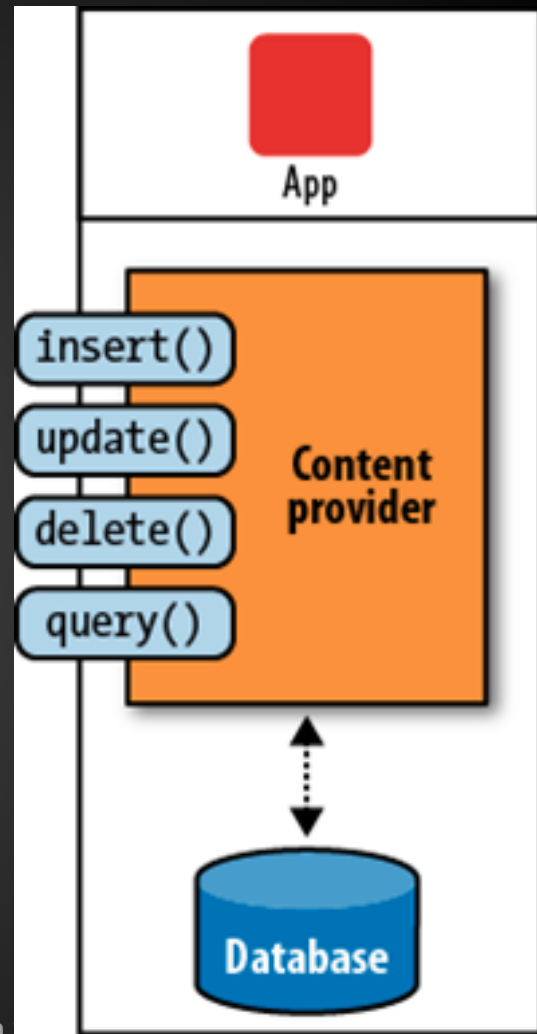 App
insert()
update()
delete()
query()
Content
provider
Database